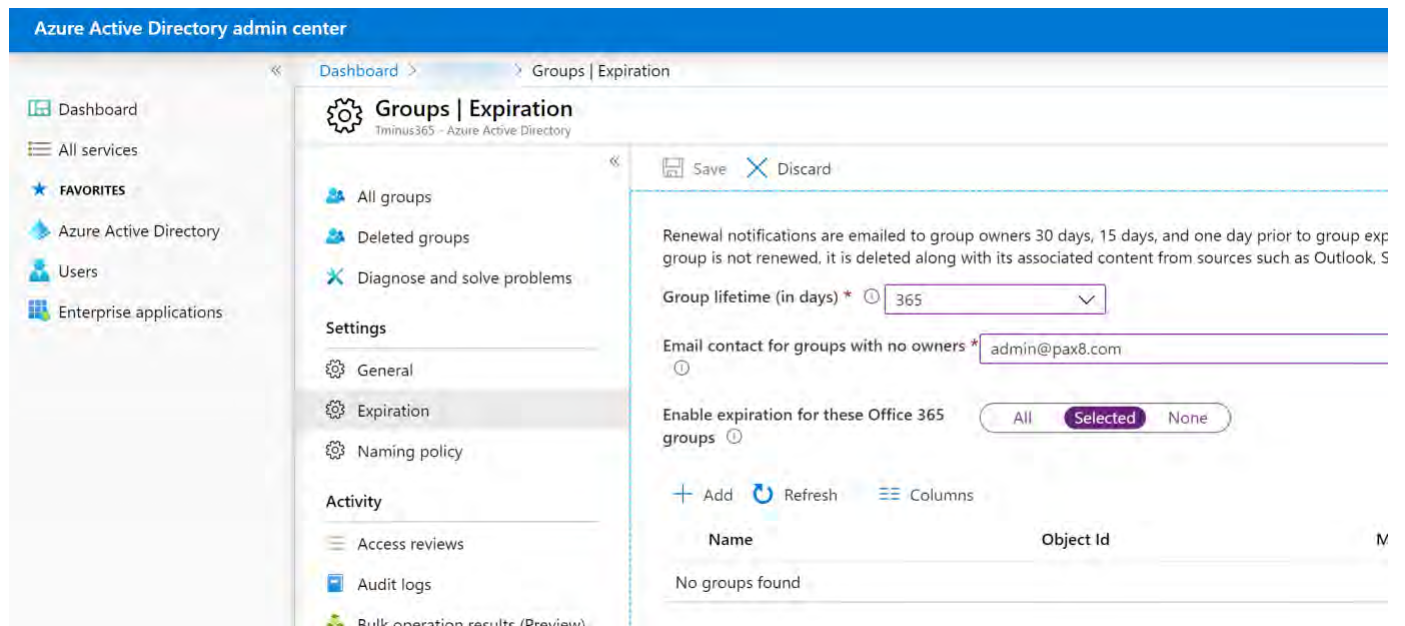 Azure Active Directory admin center
Dashboard > > Groups | Expiration
Dashboard
All services
FAVORITES
Azure Active Directory
Users
Enterprise applications
Groups | Expiration
Tminus365 - Azure Active Directory
All groups
Deleted groups
Diagnose and solve problems
Settings
General
Expiration
Naming policy
Activity
Access reviews
Audit logs
Bulk operation results (Preview)
Save Discard
Renewal notifications are emailed to group owners 30 days, 15 days, and one day prior to group exp
group is not renewed, it is deleted along with its associated content from sources such as Outlook, S
Group lifetime (in days) * 365
Email contact for groups with no owners * admin@pax8.com
Enable expiration for these Office 365
groups
All Selected None
Add Refresh Columns
Name Object Id M
No groups found